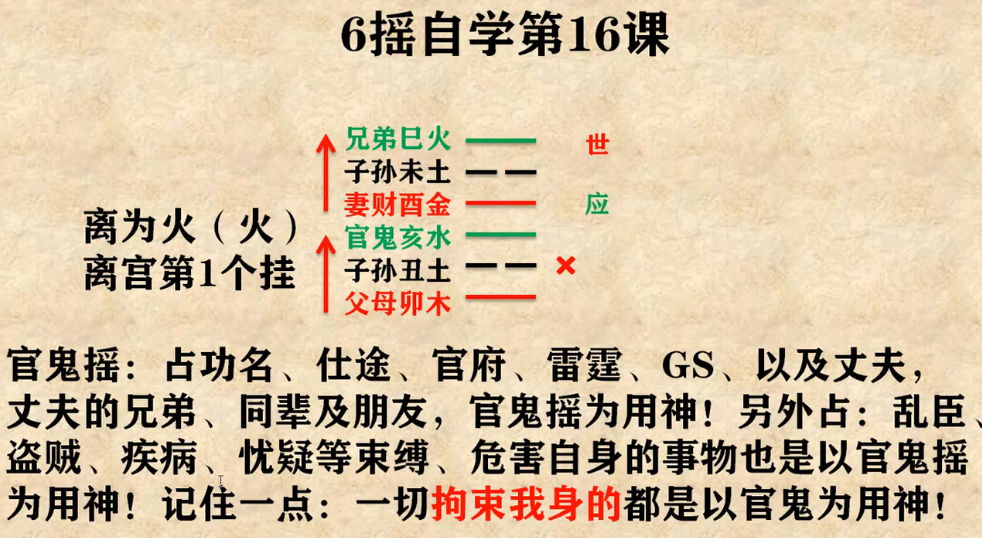 6摇自学第16课
兄弟巳火 世
子孙未土
妻财酉金 应
离为火（火） 官鬼亥水
离宫第1个挂 子孙丑土 ×
父母卯木
官鬼摇：占功名、仕途、官府、雷霆、GS、以及丈夫，
丈夫的兄弟、同辈及朋友，官鬼摇为用神！另外占：乱臣、
盗贼、疾病、忧疑等束缚、危害自身的事物也是以官鬼摇
为用神！记住一点：一切拘束我身的都是以官鬼为用神！